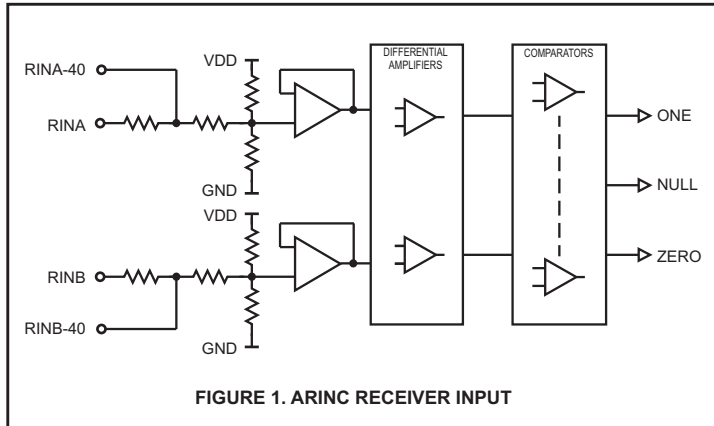 DIFFERENTIAL
AMPLIFIERS
COMPARATORS
VDD
RINA-40
RINA
ONE
GND
NULL
VDD
RINB
ZERO
RINB-40
GND
FIGURE 1. ARINC RECEIVER INPUT